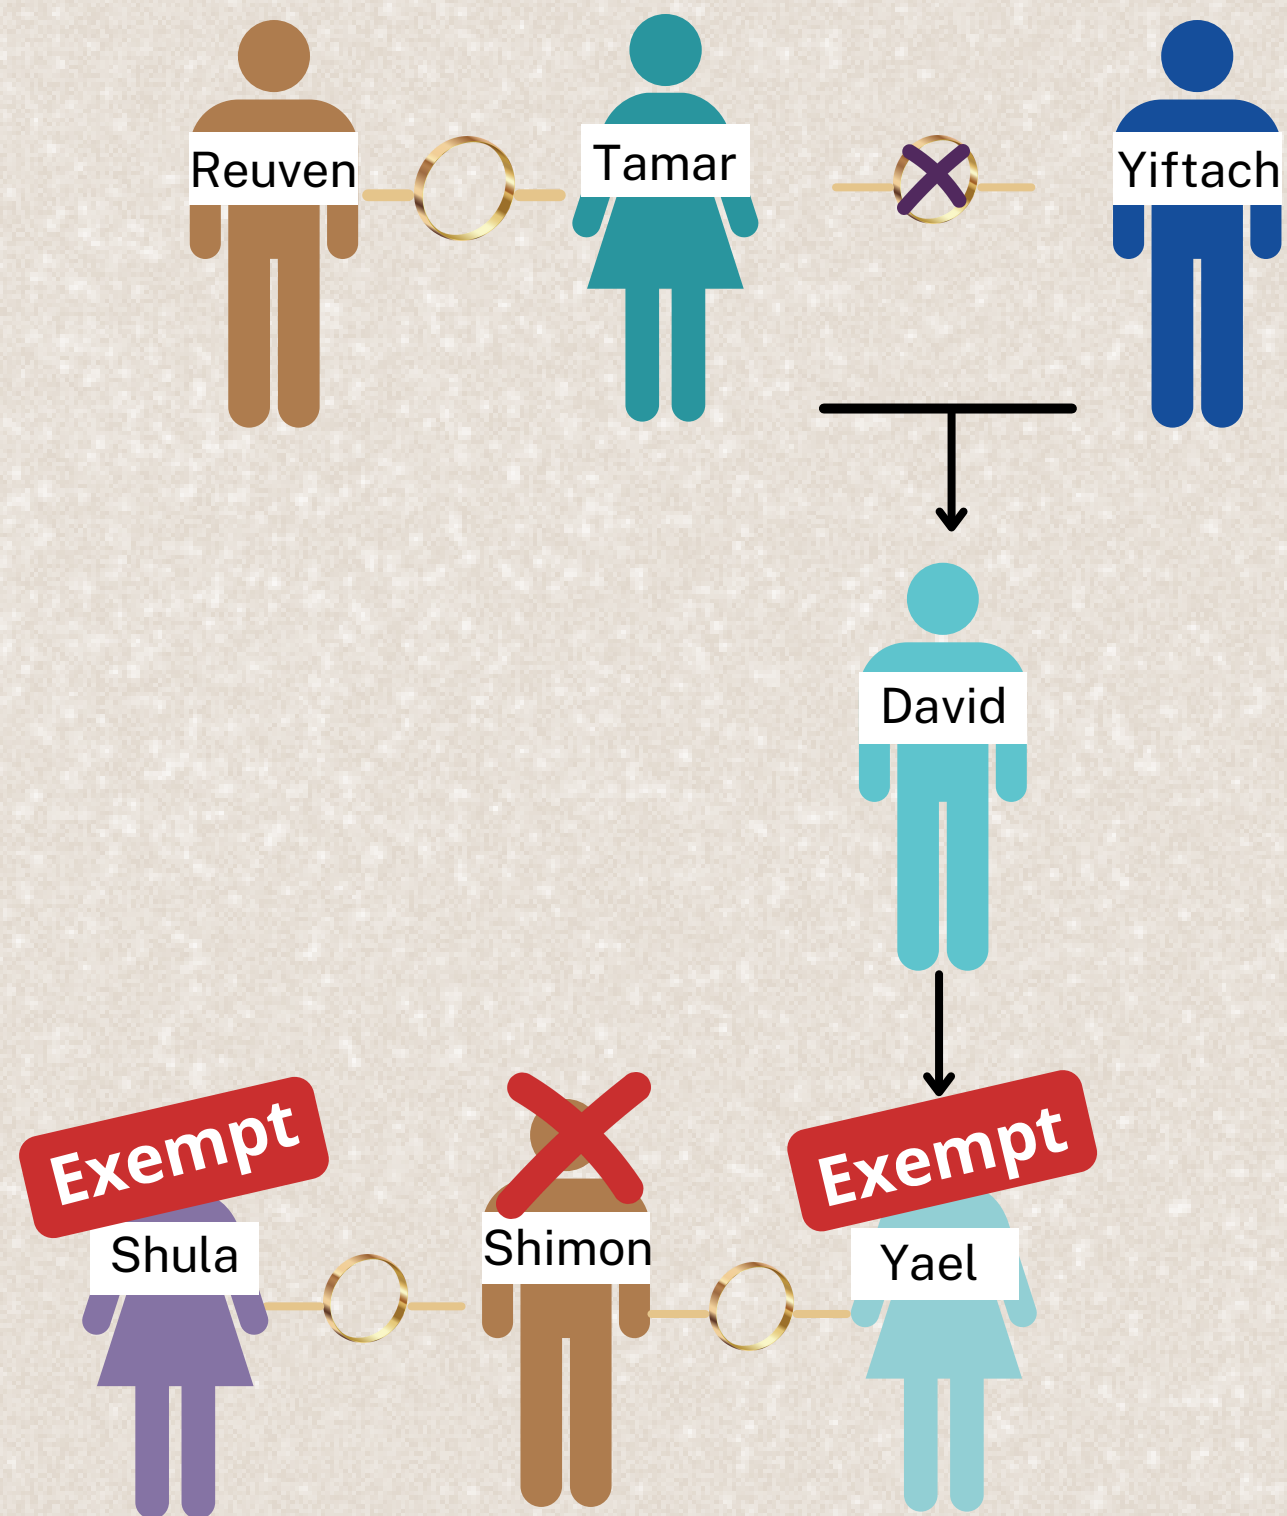 Reuven
Tamar
Yiftach
David
Exempt
Exempt
Shula
Shimon
Yael